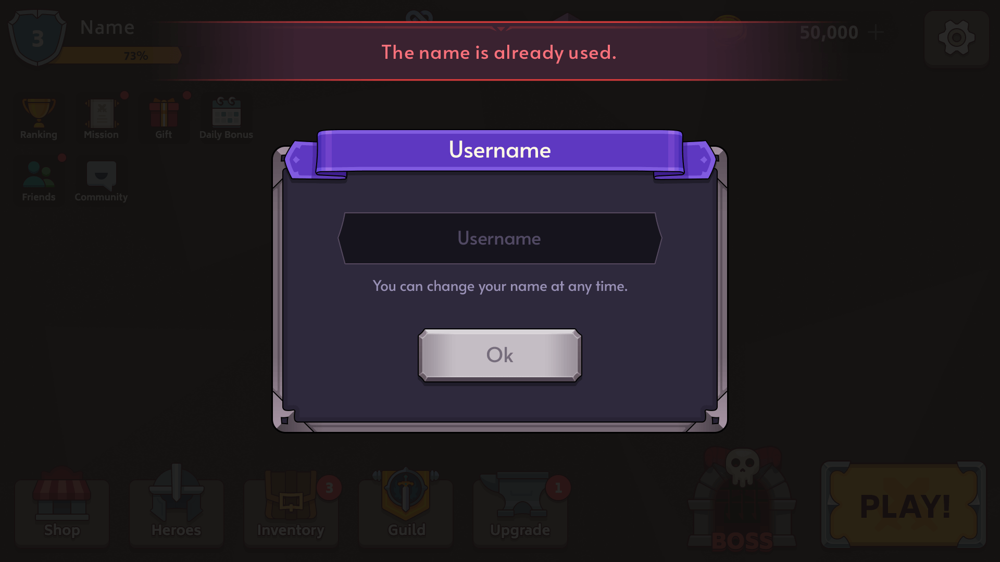 3
Name
73%
50,000
The name is already used.
Ranking
Mission
Gift
Daily Bonus
Friends
Community
Username
Username
You can change your name at any time.
Ok
Shop
Heroes
3
Inventory
Guild
1
Upgrade
BOSS
PLAY!